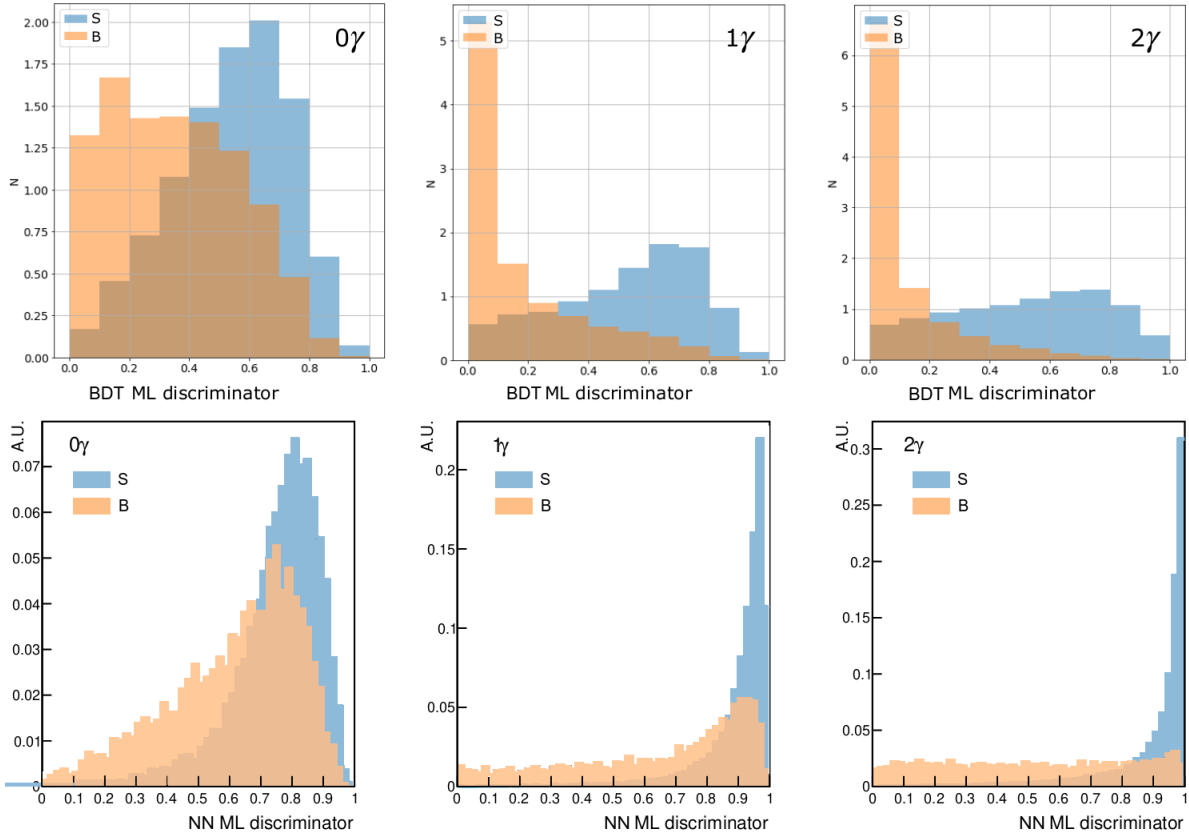 S
B
0γ
2.00
1.75
1.50
1.25
1.00
0.75
0.50
0.25
0.00
N
0.0 0.2 0.4 0.6 0.8 1.0
BDT ML discriminator
S
B
1γ
5
4
3
2
1
0
N
0.0 0.2 0.4 0.6 0.8 1.0
BDT ML discriminator
S
B
2γ
6
5
4
3
2
1
0
N
0.0 0.2 0.4 0.6 0.8 1.0
BDT ML discriminator
A.U.
0γ
S
B
0.07
0.06
0.05
0.04
0.03
0.02
0.01
0
0 0.1 0.2 0.3 0.4 0.5 0.6 0.7 0.8 0.9 1
NN ML discriminator
A.U.
1γ
S
B
0.2
0.15
0.1
0.05
0
0 0.1 0.2 0.3 0.4 0.5 0.6 0.7 0.8 0.9 1
NN ML discriminator
A.U.
2γ
S
B
0.3
0.25
0.2
0.15
0.1
0.05
0
0 0.1 0.2 0.3 0.4 0.5 0.6 0.7 0.8 0.9 1
NN ML discriminator